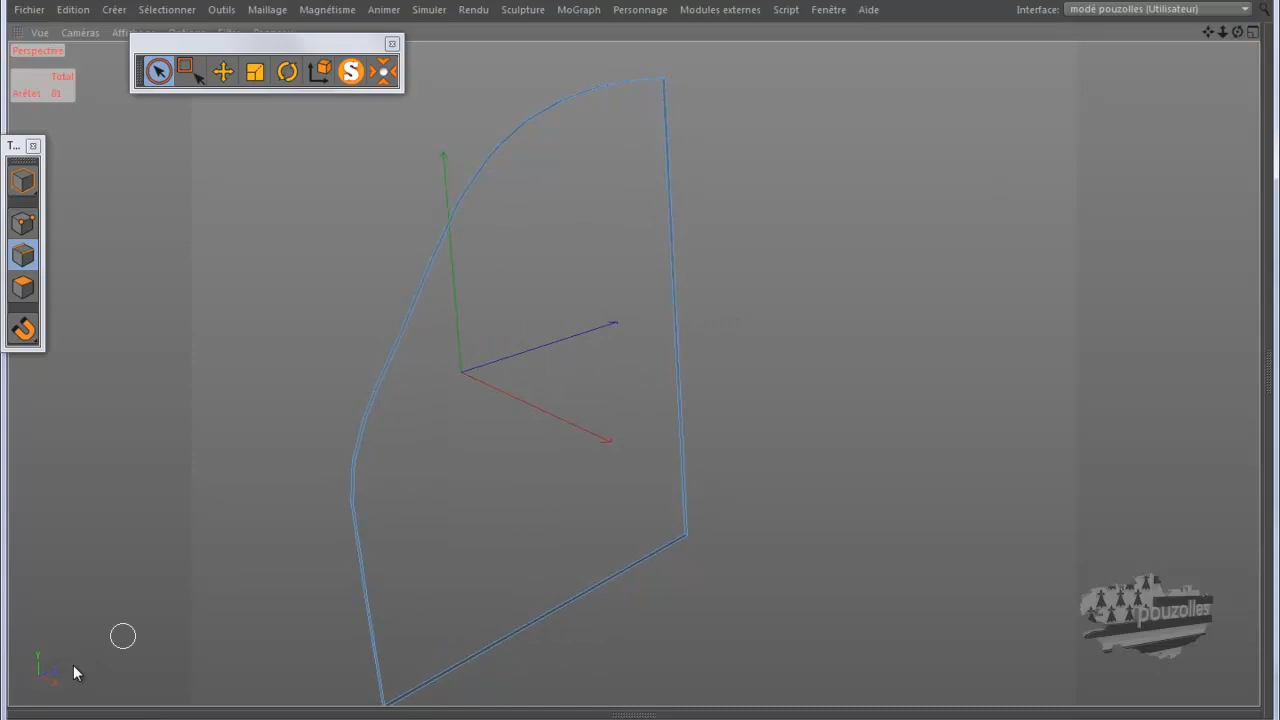 Fichier Edition Créer Sélectionner Outils Maillage Magnétisme Animer Simuler Rendu Sculpture MoGraph Personnage Modules externes Script Fenêtre Aide Interface: modé pouzolles (Utilisateur)
Vue Caméras
Perspective
Total
Arêtes 81
T...
S
pouzolles
Y